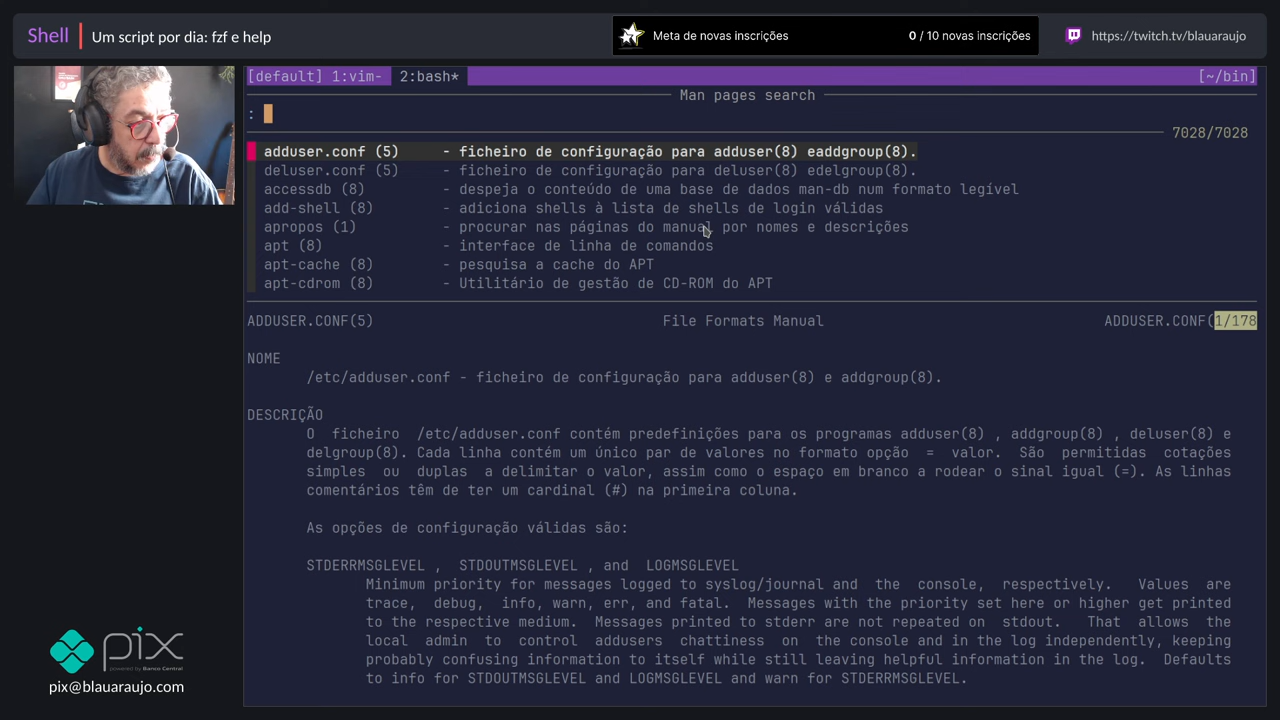 Shell | Um script por dia: fzf e help
Meta de novas inscrições 0 / 10 novas inscrições
https://twitch.tv/blauaraujo
[default] 1:vim- 2:bash* [~/bin]
Man pages search
:
7028/7028
adduser.conf (5) - ficheiro de configuração para adduser(8) eaddgroup(8).
deluser.conf (5) - ficheiro de configuração para deluser(8) edelgroup(8).
accessdb (8) - despeja o conteúdo de uma base de dados man-db num formato legível
add-shell (8) - adiciona shells à lista de shells de login válidas
apropos (1) - procurar nas páginas do manual por nomes e descrições
apt (8) - interface de linha de comandos
apt-cache (8) - pesquisa a cache do APT
apt-cdrom (8) - Utilitário de gestão de CD-ROM do APT
ADDUSER.CONF(5) File Formats Manual ADDUSER.CONF(1/178
NOME
/etc/adduser.conf - ficheiro de configuração para adduser(8) e addgroup(8).
DESCRIÇÃO
O ficheiro /etc/adduser.conf contém predefinições para os programas adduser(8) , addgroup(8) , deluser(8) e
delgroup(8). Cada linha contém um único par de valores no formato opção = valor. São permitidas cotações
simples ou duplas a delimitar o valor, assim como o espaço em branco a rodear o sinal igual (=). As linhas
comentários têm de ter um cardinal (#) na primeira coluna.
As opções de configuração válidas são:
STDERRMSGLEVEL , STDOUTMSGLEVEL , and LOGMSGLEVEL
Minimum priority for messages logged to syslog/journal and the console, respectively. Values are
trace, debug, info, warn, err, and fatal. Messages with the priority set here or higher get printed
to the respective medium. Messages printed to stderr are not repeated on stdout. That allows the
local admin to control addusers chattiness on the console and in the log independently, keeping
probably confusing information to itself while still leaving helpful information in the log. Defaults
to info for STDOUTMSGLEVEL and LOGMSGLEVEL and warn for STDERRMSGLEVEL.
pix
powered by Banco Central
pix@blauaraujo.com